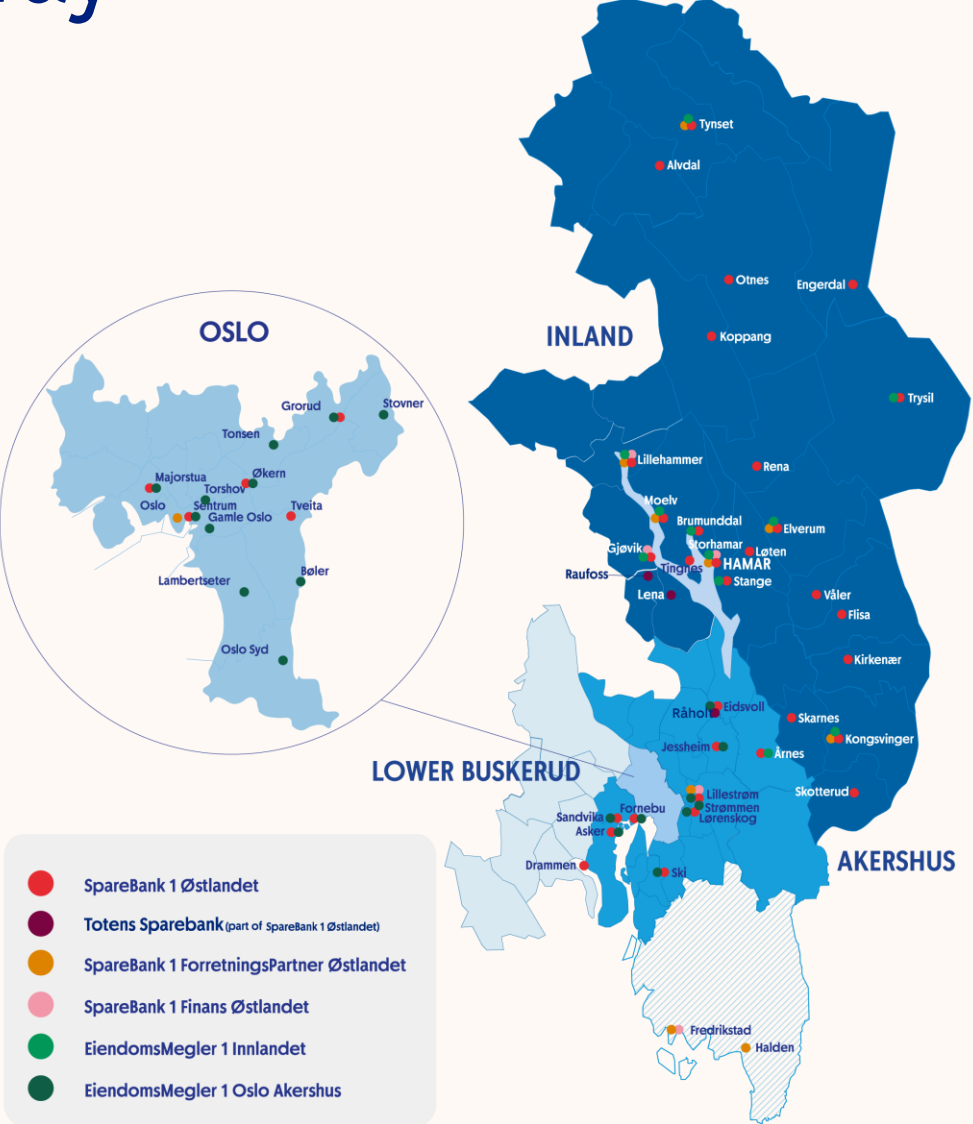 Tynset
Alvdal
Otnes
Engerdal
OSLO
INLAND
Koppang
Grorud
Stovner
Trysil
Tonsen
Lillehammer
Rena
Majorstua
Økern
Torshov
Moelv
Oslo
Sentrum
Tveita
Gamle Oslo
Brumunddal
Elverum
Gjøvik
Storhamar
Løten
HAMAR
Raufoss
Tingnes
Lambertseter
Bøler
Stange
Lena
Våler
Flisa
Oslo Syd
Kirkenær
Eidsvoll
Råholt
Skarnes
Jessheim
Årnes
Kongsvinger
LOWER BUSKERUD
Lillestrøm
Skotterud
Strømmen
Fornebu
Sandvika
Lørenskog
Asker
AKERSHUS
Drammen
Ski
SpareBank 1 Østlandet
Totens Sparebank (part of SpareBank 1 Østlandet)
SpareBank 1 ForretningsPartner Østlandet
SpareBank 1 Finans Østlandet
EiendomsMegler 1 Innlandet
EiendomsMegler 1 Oslo Akershus
Fredrikstad
Halden